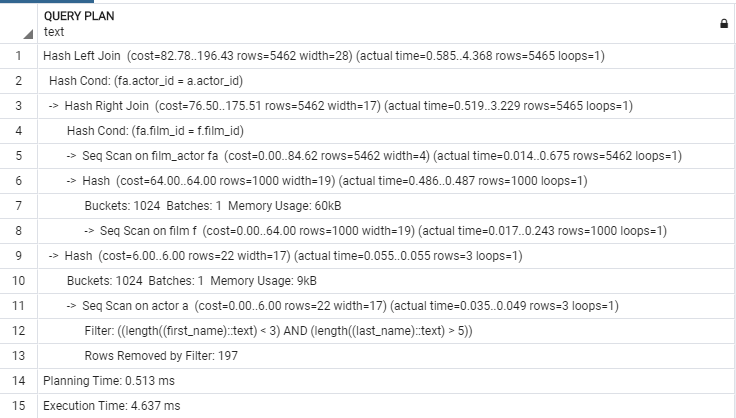 QUERY PLAN
text
1 Hash Left Join (cost=82.78..196.43 rows=5462 width=28) (actual time=0.585..4.368 rows=5465 loops=1)
2 Hash Cond: (fa.actor_id = a.actor_id)
3 -> Hash Right Join (cost=76.50..175.51 rows=5462 width=17) (actual time=0.519..3.229 rows=5465 loops=1)
4 Hash Cond: (fa.film_id = f.film_id)
5 -> Seq Scan on film_actor fa (cost=0.00..84.62 rows=5462 width=4) (actual time=0.014..0.675 rows=5462 loops=1)
6 -> Hash (cost=64.00..64.00 rows=1000 width=19) (actual time=0.486..0.487 rows=1000 loops=1)
7 Buckets: 1024 Batches: 1 Memory Usage: 60kB
8 -> Seq Scan on film f (cost=0.00..64.00 rows=1000 width=19) (actual time=0.017..0.243 rows=1000 loops=1)
9 -> Hash (cost=6.00..6.00 rows=22 width=17) (actual time=0.055..0.055 rows=3 loops=1)
10 Buckets: 1024 Batches: 1 Memory Usage: 9kB
11 -> Seq Scan on actor a (cost=0.00..6.00 rows=22 width=17) (actual time=0.035..0.049 rows=3 loops=1)
12 Filter: ((length((first_name)::text) < 3) AND (length((last_name)::text) > 5))
13 Rows Removed by Filter: 197
14 Planning Time: 0.513 ms
15 Execution Time: 4.637 ms